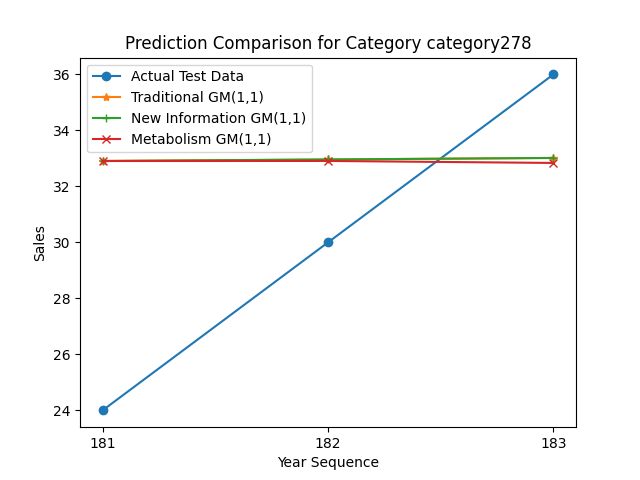 Prediction Comparison for Category category278
Actual Test Data
Traditional GM(1,1)
New Information GM(1,1)
Metabolism GM(1,1)
36
34
32
30
28
26
24
Sales
181
182
183
Year Sequence